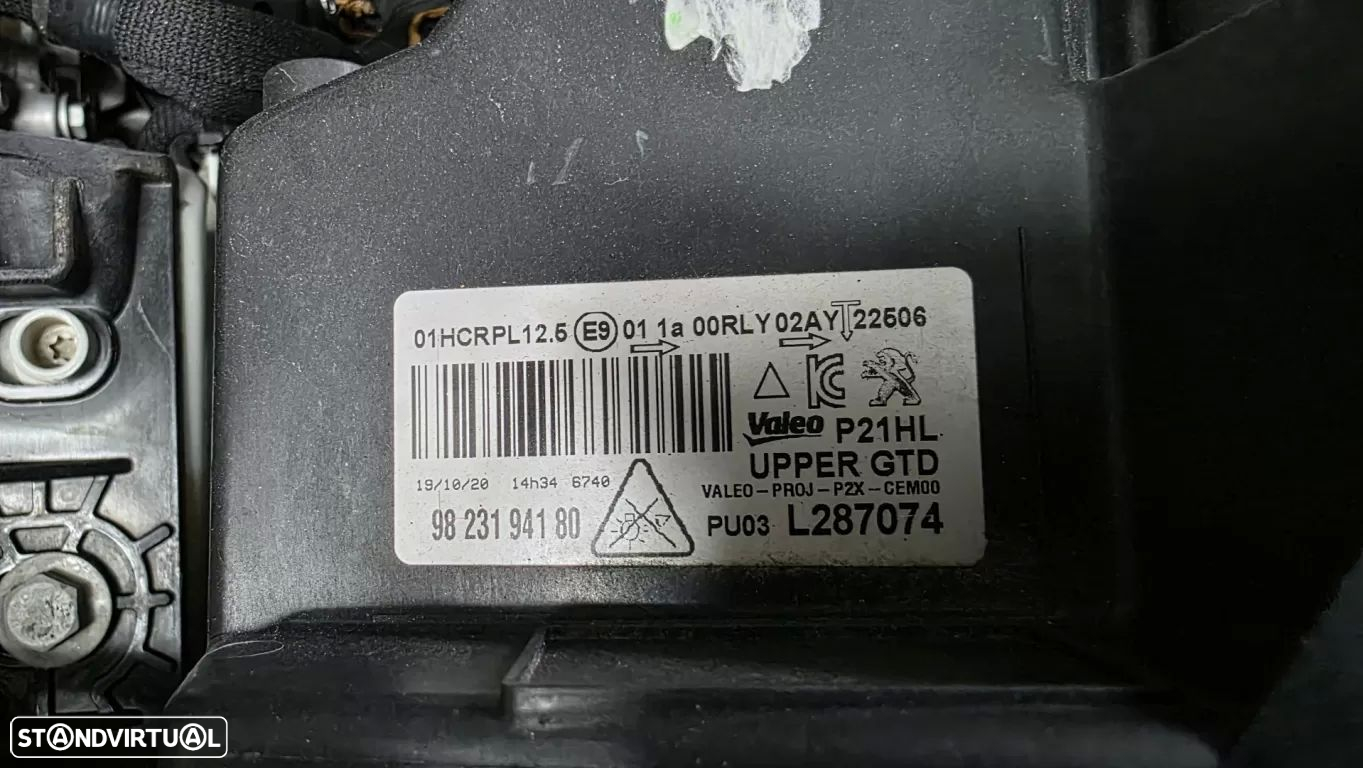 01HCRPL12.5 E9 01 1a 00RLY 02AY 22506
KC
Valeo P21HL
UPPER GTD
19/10/20 14h34 6740
VALEO-PROJ-P2X-CEM00
98 231 941 80
PU03 L287074
STANDVIRTUAL